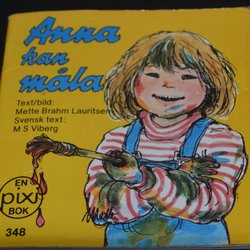 Anna
kan
måla
Text/bild:
Mette Brahm Lauritsen
Svensk text:
M S Viberg
EN
pixi
BOK
348